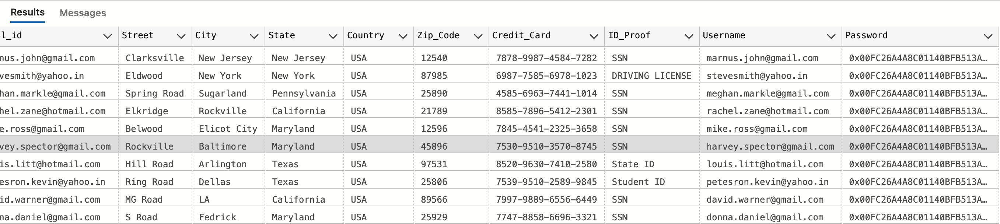 Results Messages
l_id Street City State Country Zip_Code Credit_Card ID_Proof Username Password
nus.john@gmail.com Clarksville New Jersey New Jersey USA 12540 7878-9987-4584-7282 SSN marnus.john@gmail.com 0x00FC26A4A8C01140BFB513A…
vesmith@yahoo.in Eldwood New York New York USA 87985 6987-7585-6978-1023 DRIVING LICENSE stevesmith@yahoo.in 0x00FC26A4A8C01140BFB513A…
han.markle@gmail.com Spring Road Sugarland Pennsylvania USA 25890 4585-6963-7441-1014 SSN meghan.markle@gmail.com 0x00FC26A4A8C01140BFB513A…
hel.zane@hotmail.com Elkridge Rockville California USA 21789 8585-7896-5412-2301 SSN rachel.zane@hotmail.com 0x00FC26A4A8C01140BFB513A…
e.ross@gmail.com Belwood Elicot City Maryland USA 12596 7845-4541-2325-3658 SSN mike.ross@gmail.com 0x00FC26A4A8C01140BFB513A…
vey.spector@gmail.com Rockville Baltimore Maryland USA 45896 7530-9510-3570-8745 SSN harvey.spector@gmail.com 0x00FC26A4A8C01140BFB513A…
is.litt@hotmail.com Hill Road Arlington Texas USA 97531 8520-9630-7410-2580 State ID louis.litt@hotmail.com 0x00FC26A4A8C01140BFB513A…
esron.kevin@yahoo.in Ring Road Dellas Texas USA 25806 7539-9510-2589-9845 Student ID petesron.kevin@yahoo.in 0x00FC26A4A8C01140BFB513A…
id.warner@gmail.com MG Road LA California USA 89566 7997-9889-6556-6449 SSN david.warner@gmail.com 0x00FC26A4A8C01140BFB513A…
na.daniel@gmail.com S Road Fedrick Maryland USA 25929 7747-8858-6696-3321 SSN donna.daniel@gmail.com 0x00FC26A4A8C01140BFB513A…